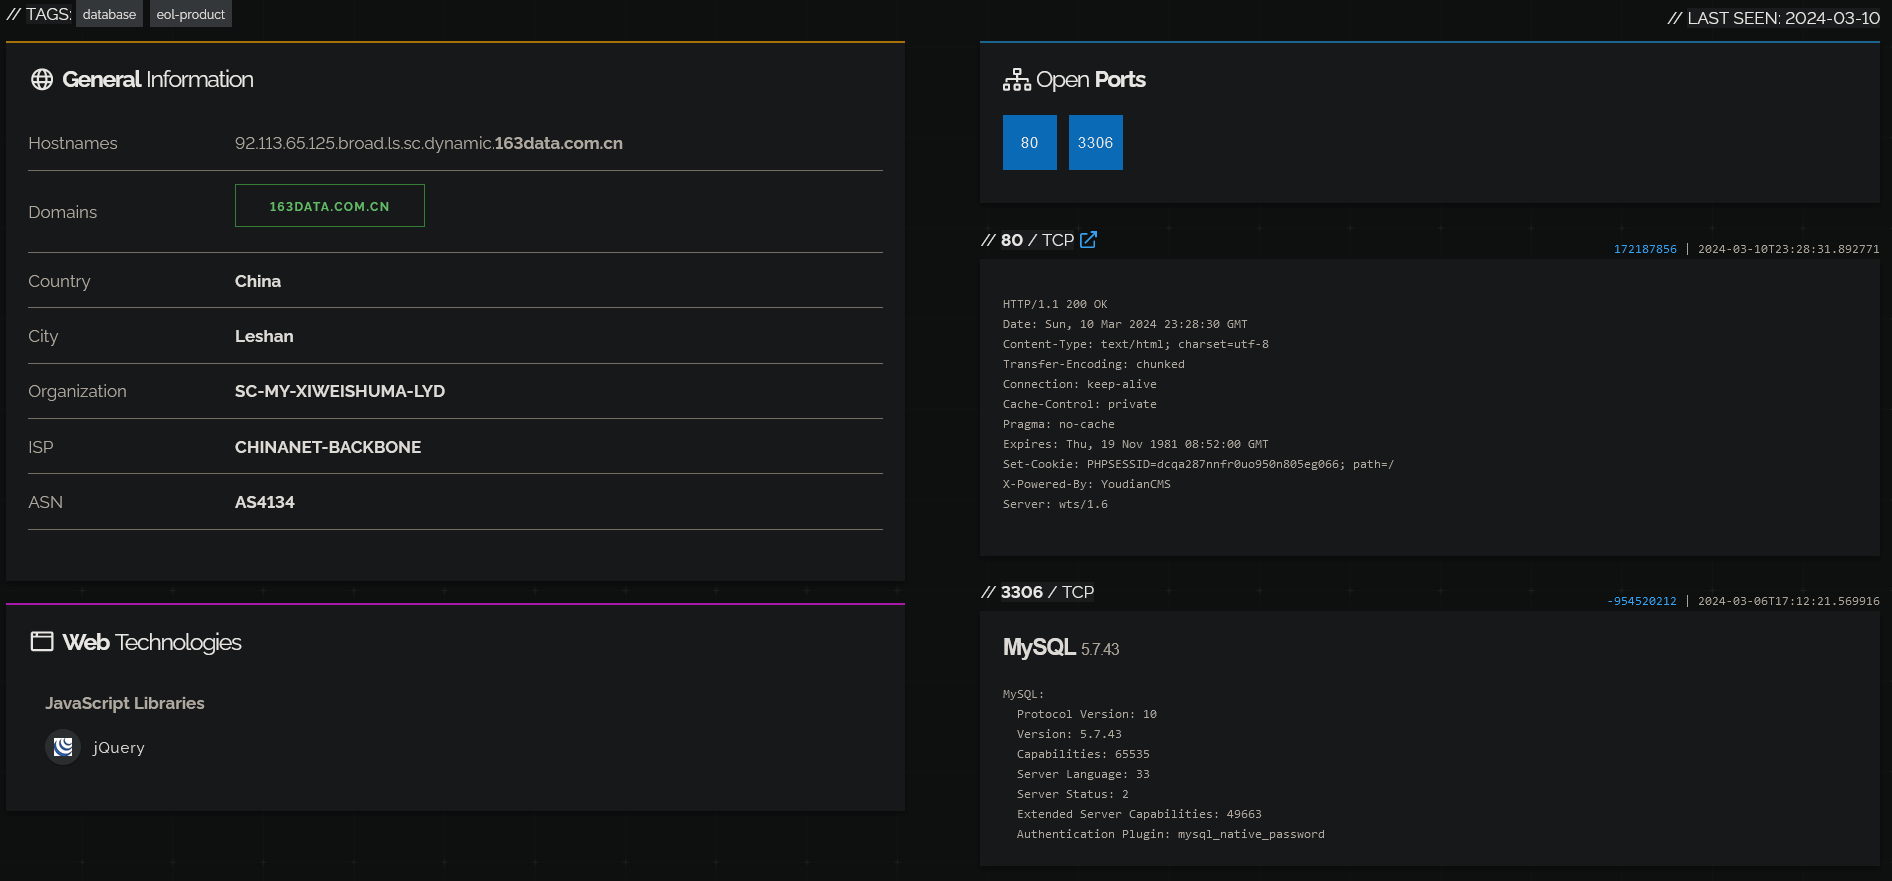 // TAGS: database eol-product
// LAST SEEN: 2024-03-10
General Information
Hostnames 92.113.65.125.broad.ls.sc.dynamic.163data.com.cn
Domains 163DATA.COM.CN
Country China
City Leshan
Organization SC-MY-XIWEISHUMA-LYD
ISP CHINANET-BACKBONE
ASN AS4134
Web Technologies
JavaScript Libraries
jQuery
Open Ports
80 3306
// 80 / TCP
172187856 | 2024-03-10T23:28:31.892771
HTTP/1.1 200 OK
Date: Sun, 10 Mar 2024 23:28:30 GMT
Content-Type: text/html; charset=utf-8
Transfer-Encoding: chunked
Connection: keep-alive
Cache-Control: private
Pragma: no-cache
Expires: Thu, 19 Nov 1981 08:52:00 GMT
Set-Cookie: PHPSESSID=dcqa287nnfr0uo950n805eg066; path=/
X-Powered-By: YoudianCMS
Server: wts/1.6
// 3306 / TCP
-954520212 | 2024-03-06T17:12:21.569916
MySQL 5.7.43
MySQL:
Protocol Version: 10
Version: 5.7.43
Capabilities: 65535
Server Language: 33
Server Status: 2
Extended Server Capabilities: 49663
Authentication Plugin: mysql_native_password